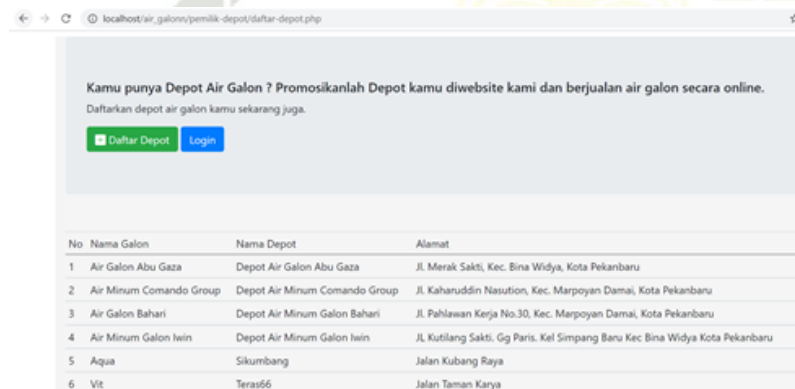 localhost/air_galonn/pemilik-depot/daftar-depot.php
Kamu punya Depot Air Galon ? Promosikanlah Depot kamu diwebsite kami dan berjualan air galon secara online.
Daftarkan depot air galon kamu sekarang juga.
Daftar Depot Login
No Nama Galon Nama Depot Alamat
1 Air Galon Abu Gaza Depot Air Galon Abu Gaza Jl. Merak Sakti, Kec. Bina Widya, Kota Pekanbaru
2 Air Minum Comando Group Depot Air Minum Comando Group Jl. Kaharuddin Nasution, Kec. Marpoyan Damai, Kota Pekanbaru
3 Air Galon Bahari Depot Air Minum Galon Bahari Jl. Pahlawan Kerja No.30, Kec. Marpoyan Damai, Kota Pekanbaru
4 Air Minum Galon Iwin Depot Air Minum Galon Iwin JL Kutilang Sakti. Gg Paris. Kel Simpang Baru Kec Bina Widya Kota Pekanbaru
5 Aqua Sikumbang Jalan Kubang Raya
6 Vit Teras66 Jalan Taman Karya